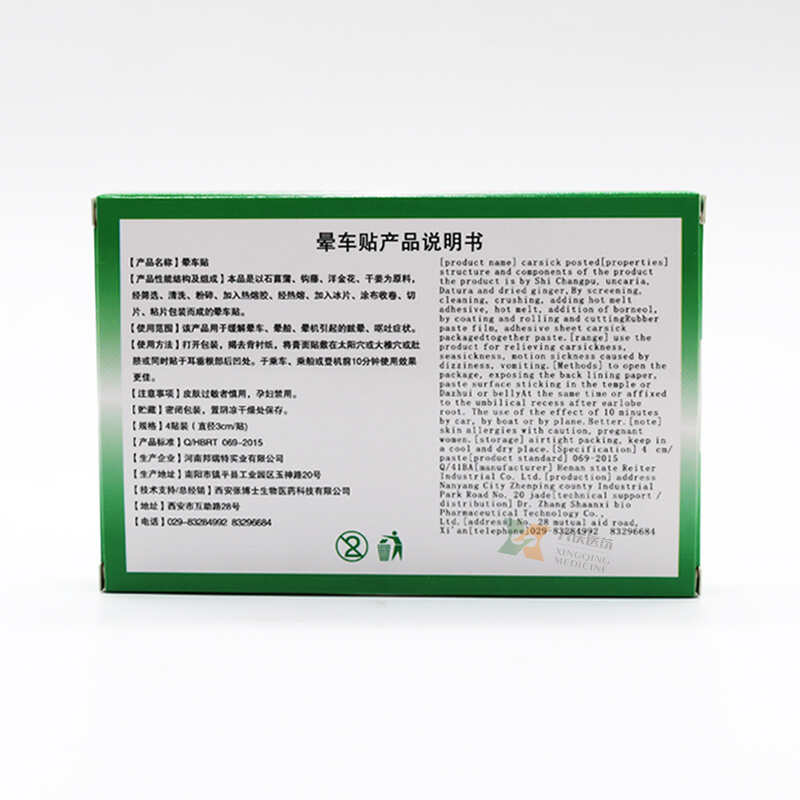 晕车贴产品说明书
【产品名称】晕车贴
【产品性能结构及组成】本品是以石菖蒲、钩藤、洋金花、干姜为原料，
经筛选、清洗、粉碎、加入热熔胶、经热熔、加入冰片、涂布收卷、切
片、粘片包装而成的晕车贴。
【使用范围】该产品用于缓解晕车、晕船、晕机引起的眩晕、呕吐症状。
【使用方法】打开包装，揭去背衬纸，将膏面贴敷在太阳穴或大椎穴或肚
脐或同时贴于耳垂根部后凹处。于乘车、乘船或登机前10分钟使用效果
更佳。
【注意事项】皮肤过敏者慎用，孕妇禁用。
【贮藏】密闭包装，置阴凉干燥处保存。
【规格】4贴装（直径3cm/贴）
【产品标准】Q/HBRT 069-2015
【生产企业】河南邦瑞特实业有限公司
【生产地址】南阳市镇平县工业园区玉神路20号
【技术支持/总经销】西安张博士生物医药科技有限公司
【地址】西安市互助路28号
【电话】029-83284992 83296684
[product name] carsick posted[properties]
structure and components of the product
the product is by Shi Changpu, uncaria,
Datura and dried ginger,By screening,
cleaning, crushing, adding hot melt
adhesive, hot melt, addition of borneol,
by coating and rolling and cuttingRubber
paste film, adhesive sheet carsick
packagedtogether paste.[range] use the
product for relieving carsickness,
seasickness, motion sickness caused by
dizziness, vomiting.[Methods] to open the
package, exposing the back lining paper,
paste surface sticking in the temple or
Dazhui or bellyAt the same time or affixed
to the umbilical recess after earlobe
root. The use of the effect of 10 minutes
by car, by boat or by plane.Better.[note]
skin allergies with caution, pregnant
women.[storage] airtight packing, keep in
a cool and dry place.[Specification] 4 cm/
paste[product standard] 069-2015
Q/41BA[manufacturer] Henan state Reiter
Industrial Co. Ltd.[production address]
Nanyang City Zhenping county Industrial
Park Road No. 20 jade[technical support /
distribution] Dr. Zhang Shaanxi bio
Pharmaceutical Technology Co.,
Ltd.[address] No. 28 mutual aid road,
Xi'an[telephone]029-83284992 83296684
XINGQING
MEDICINE